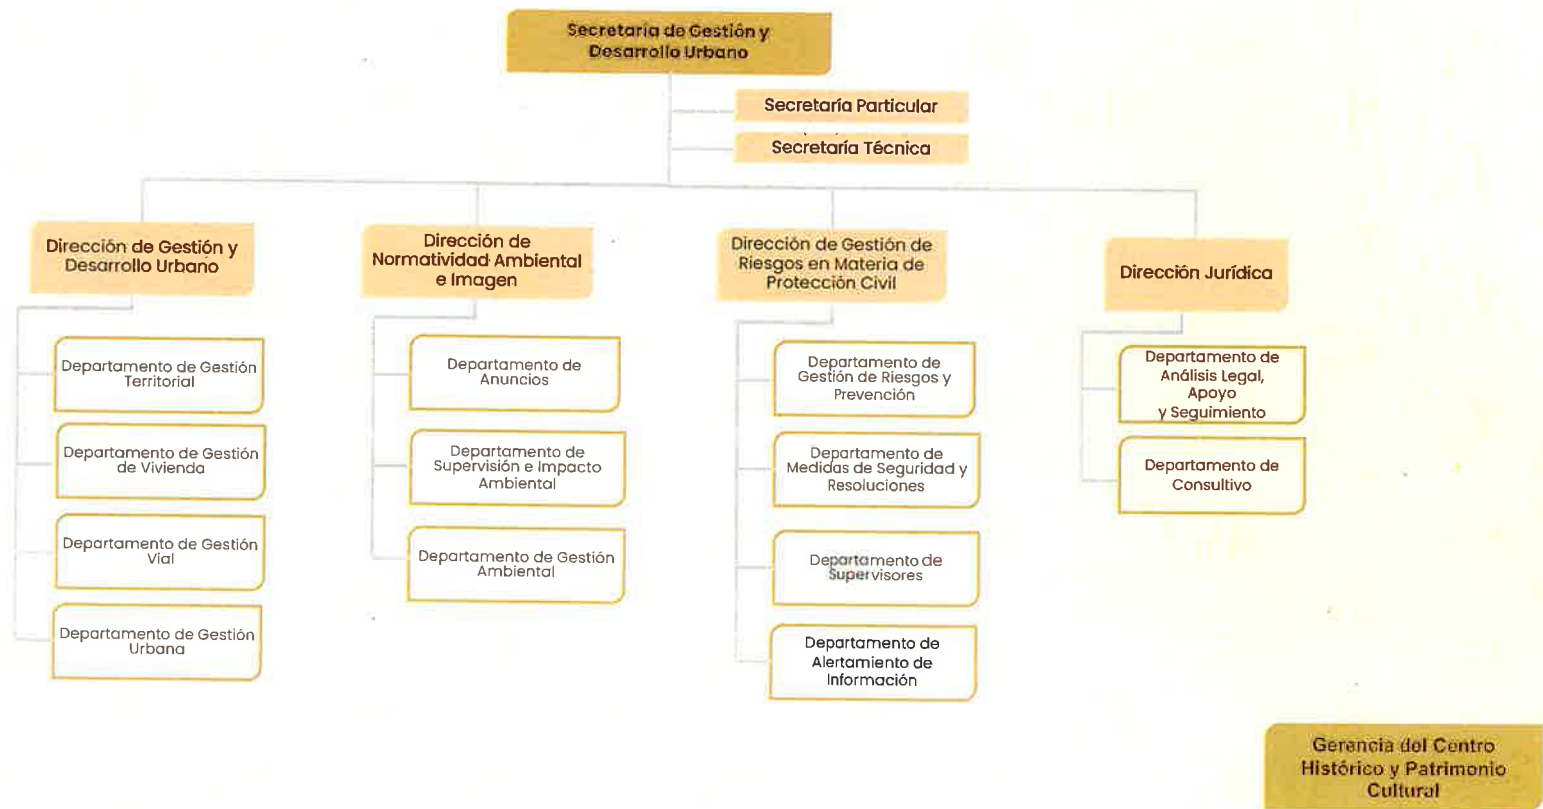 Secretaría de Gestión y
Desarrollo Urbano
Secretaría Particular
Secretaría Técnica
Dirección de Gestión y
Desarrollo Urbano
Dirección de
Normatividad Ambiental
e Imagen
Dirección de Gestión de
Riesgos en Materia de
Protección Civil
Dirección Jurídica
Departamento de Gestión
Territorial
Departamento de Gestión
de Vivienda
Departamento de Gestión
Vial
Departamento de Gestión
Urbana
Departamento de
Anuncios
Departamento de
Supervisión e Impacto
Ambiental
Departamento de Gestión
Ambiental
Departamento de
Gestión de Riesgos y
Prevención
Departamento de
Medidas de Seguridad y
Resoluciones
Departamento de
Supervisores
Departamento de
Alertamiento de
Información
Departamento de
Análisis Legal,
Apoyo
y Seguimiento
Departamento de
Consultivo
Gerencia del Centro
Histórico y Patrimonio
Cultural